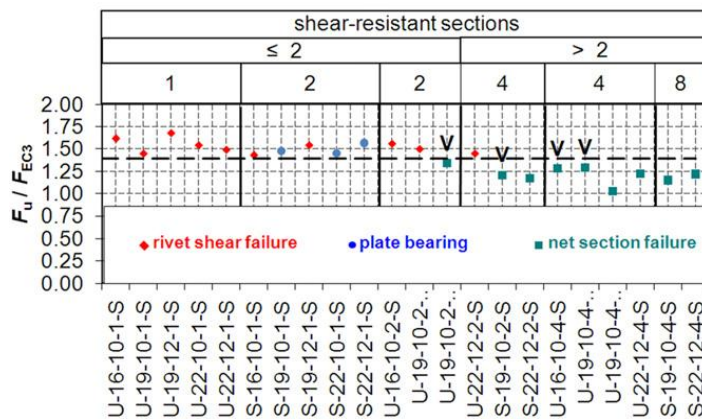 shear-resistant sections
≤ 2 > 2
1 2 2 4 4 8
2.00
1.75
1.50
1.25
1.00
0.75
0.50
0.25
0.00
Fu / FEC3
V V V V
rivet shear failure plate bearing net section failure
U-16-10-1-S
U-19-10-1-S
U-19-12-1-S
U-22-10-1-S
U-22-12-1-S
S-16-10-1-S
S-19-10-1-S
S-19-12-1-S
S-22-10-1-S
S-22-12-1-S
U-16-10-2-S
U-19-10-2-..
U-19-10-2-..
U-22-12-2-S
S-19-10-2-S
S-22-12-2-S
U-16-10-4-S
U-19-10-4-..
U-19-10-4-..
U-22-12-4-S
S-19-10-4-S
S-22-12-4-S